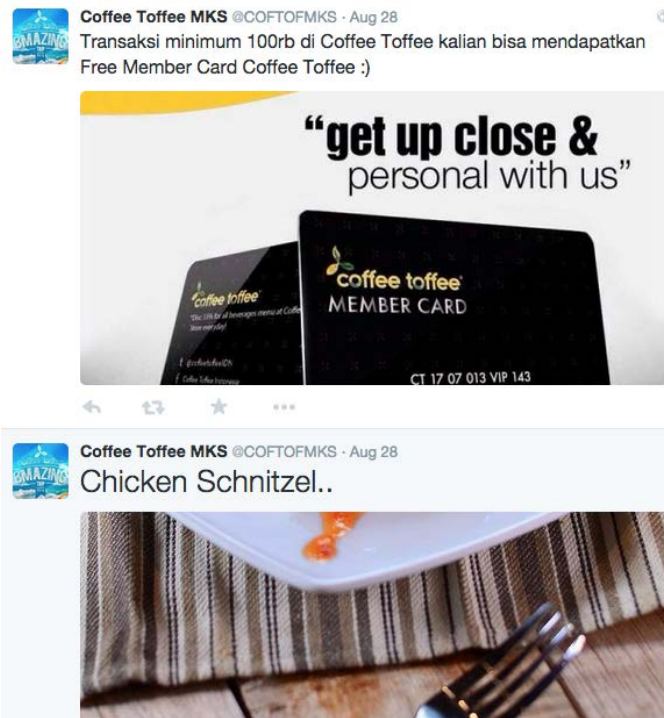 Coffee Toffee MKS @COFTOFMKS · Aug 28
Transaksi minimum 100rb di Coffee Toffee kalian bisa mendapatkan
Free Member Card Coffee Toffee :)
"get up close &
personal with us"
coffee toffee
MEMBER CARD
CT 17 07 013 VIP 143
coffee toffee
Coffee Toffee MKS @COFTOFMKS · Aug 28
Chicken Schnitzel..